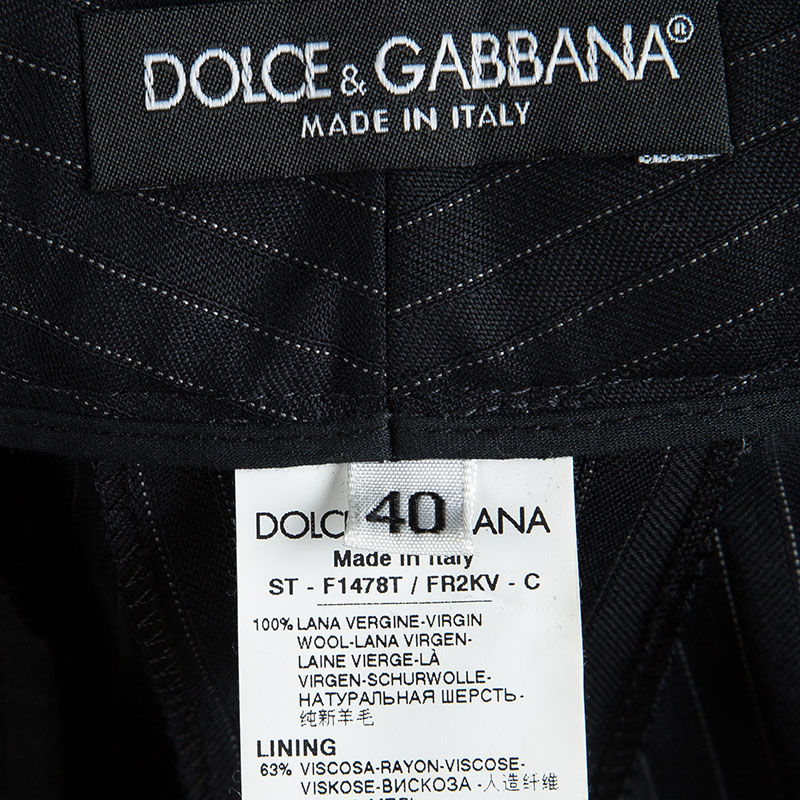 DOLCE & GABBANA®
MADE IN ITALY
40
DOLC ANA
Made in Italy
ST - F1478T / FR2KV - C
100% LANA VERGINE-VIRGIN
WOOL-LANA VIRGEN-
LAINE VIERGE-LÀ
VIRGEN-SCHURWOLLE-
НАТУРАЛЬНАЯ ШЕРСТЬ-
纯新羊毛
LINING
63% VISCOSA-RAYON-VISCOSE-
VISKOSE-ВИСКОЗА -人造纤维